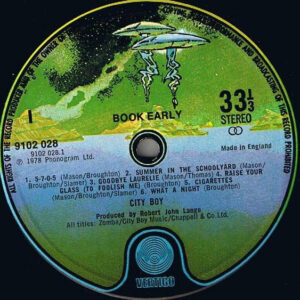 ALL RIGHTS OF THE RECORD PRODUCER AND OF THE OWNER OF
BROADCASTING OF THIS RECORD PROHIBITED
BOOK EARLY
I
33⅓
STEREO
9102 028
9102 028.1
℗ 1978 Phonogram Ltd.
Made in England
1. 5-7-0-5 (Mason/Broughton) 2. SUMMER IN THE SCHOOLYARD (Mason/
Broughton/Slamer) 3. GOODBYE LAURELIE (Mason/Thomas) 4. RAISE YOUR
GLASS (TO FOOLISH ME) (Mason/Broughton) 5. CIGARETTES
(Mason/Broughton/Slamer) 6. WHAT A NIGHT (Broughton)
CITY BOY
Produced by Robert John Lange
All titles: Zomba/City Boy Music/Chappell & Co. Ltd.
VERTIGO